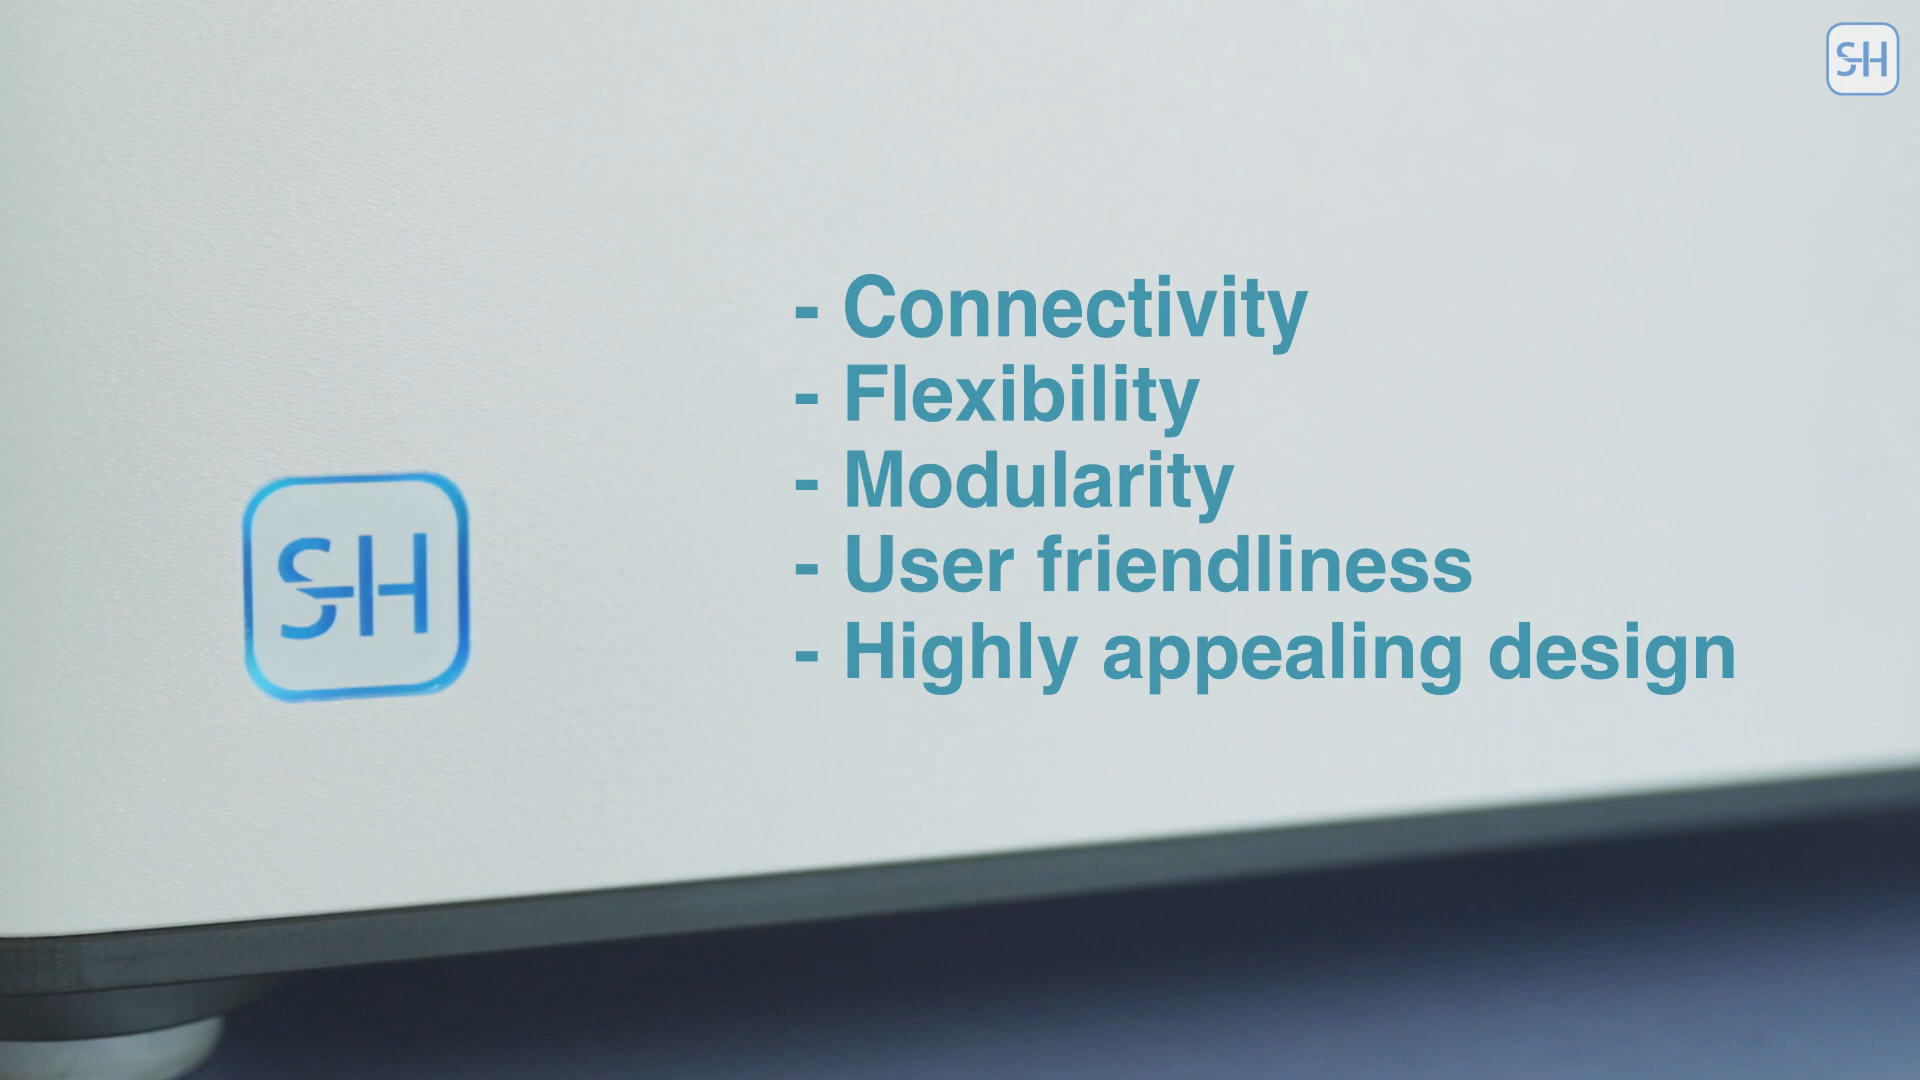 SH
- Connectivity
- Flexibility
- Modularity
- User friendliness
- Highly appealing design
SH